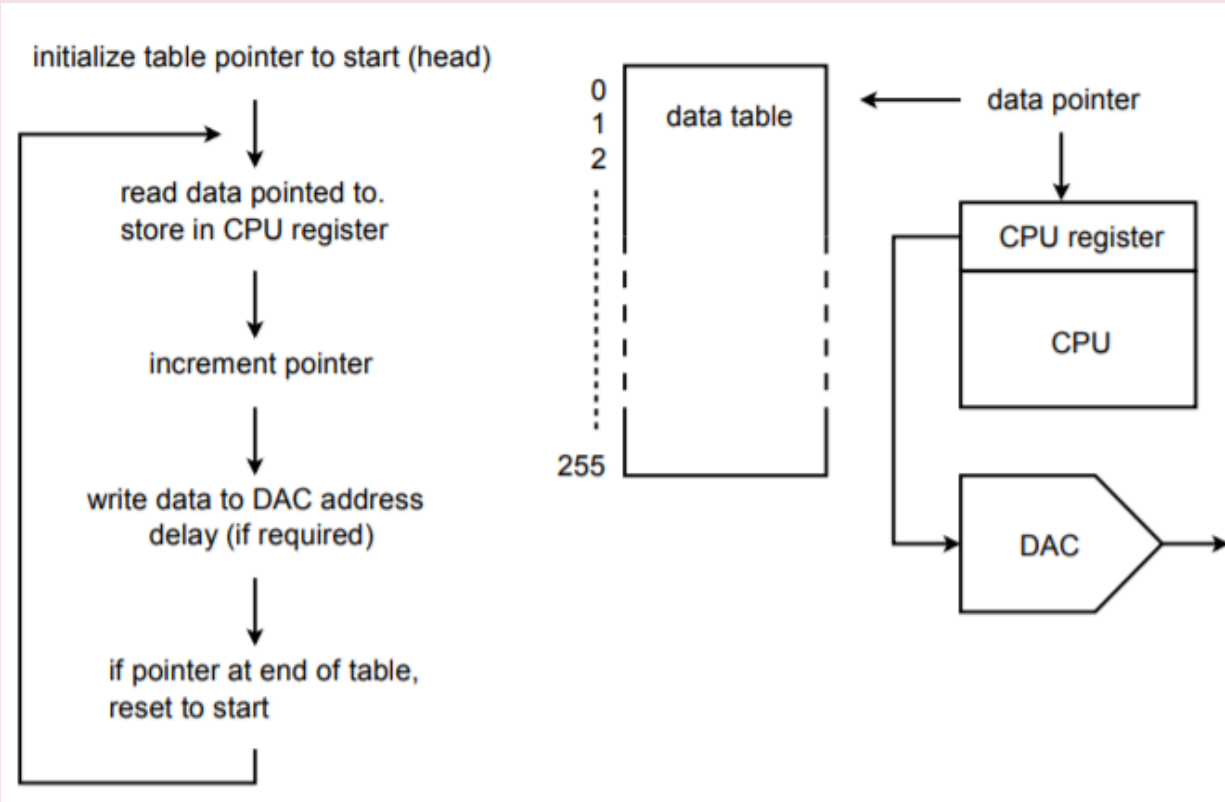 initialize table pointer to start (head)
read data pointed to.
store in CPU register
increment pointer
write data to DAC address
delay (if required)
if pointer at end of table,
reset to start
0
1
2
255
data table
data pointer
CPU register
CPU
DAC